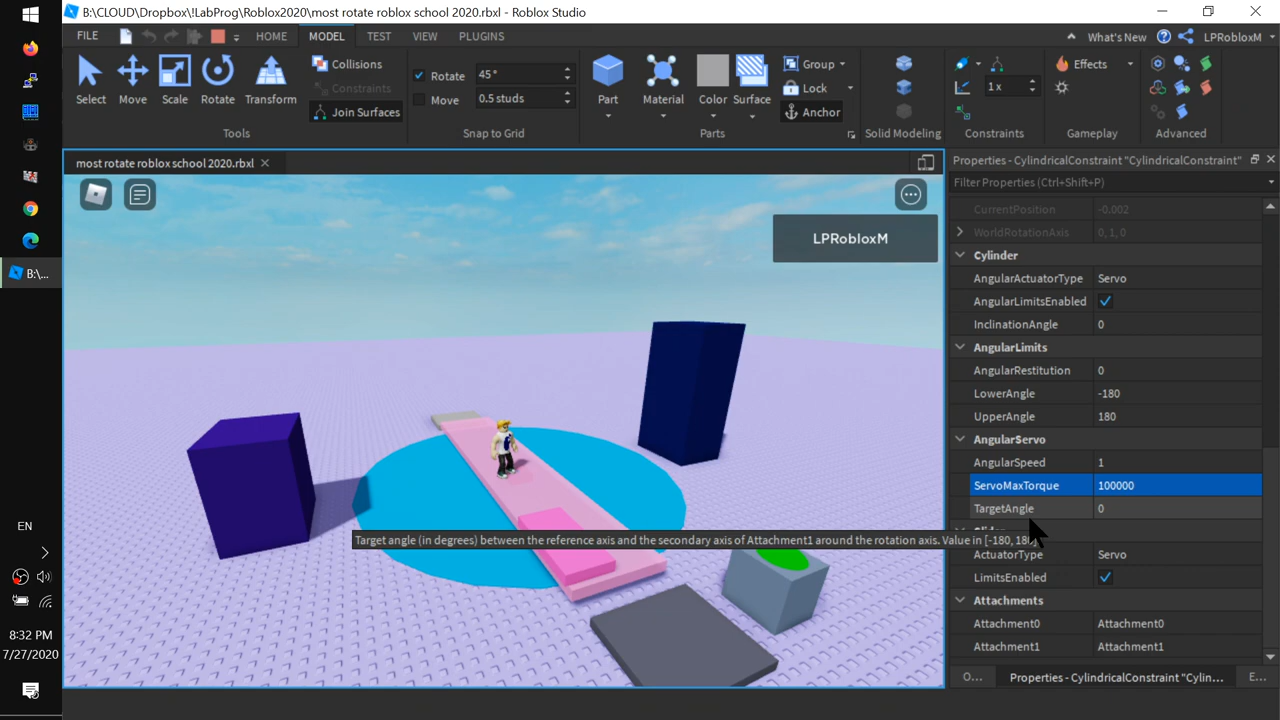 B:\CLOUD\Dropbox\!LabProg\Roblox2020\most rotate roblox school 2020.rbxl - Roblox Studio
FILE HOME MODEL TEST VIEW PLUGINS What's New LPRobloxM
Select Move Scale Rotate Transform
Collisions
Constraints
Join Surfaces
Tools
Rotate 45°
Move 0.5 studs
Snap to Grid
Part Material Color Surface
Group
Lock
Anchor
Parts
Solid Modeling
1 x
Constraints
Effects
Gameplay
Advanced
most rotate roblox school 2020.rbxl
LPRobloxM
Properties - CylindricalConstraint "CylindricalConstraint"
Filter Properties (Ctrl+Shift+P)
CurrentPosition -0.002
WorldRotationAxis 0, 1, 0
Cylinder
AngularActuatorType Servo
AngularLimitsEnabled
InclinationAngle 0
AngularLimits
AngularRestitution 0
LowerAngle -180
UpperAngle 180
AngularServo
AngularSpeed 1
ServoMaxTorque 100000
TargetAngle 0
Target angle (in degrees) between the reference axis and the secondary axis of Attachment1 around the rotation axis. Value in [-180, 180]
ActuatorType Servo
LimitsEnabled
Attachments
Attachment0 Attachment0
Attachment1 Attachment1
O... Properties - CylindricalConstraint "Cylin... E...
B:\...
EN
8:32 PM
7/27/2020